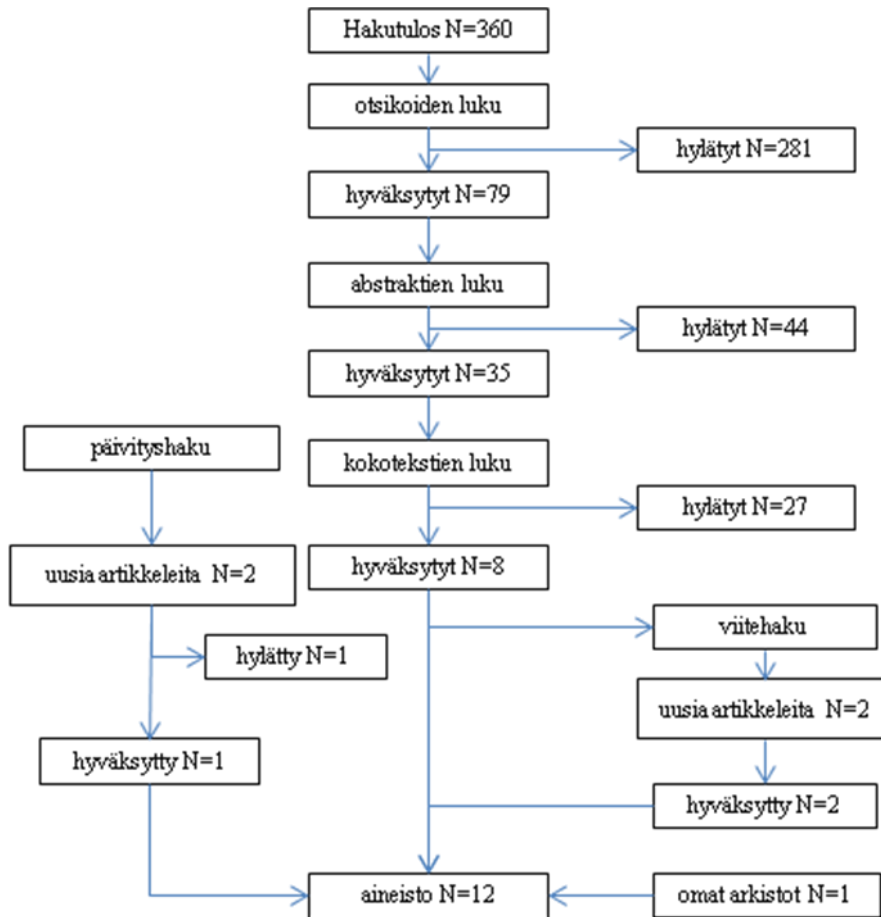 Hakutulos N=360
otsikoiden luku
hylätyt N=281
hyväksytyt N=79
abstraktien luku
hylätyt N=44
hyväksytyt N=35
päivityshaku
kokotekstien luku
hylätyt N=27
uusia artikkeleita N=2
hyväksytyt N=8
viitehaku
hylätty N=1
uusia artikkeleita N=2
hyväksytty N=1
hyväksytty N=2
aineisto N=12
omat arkistot N=1